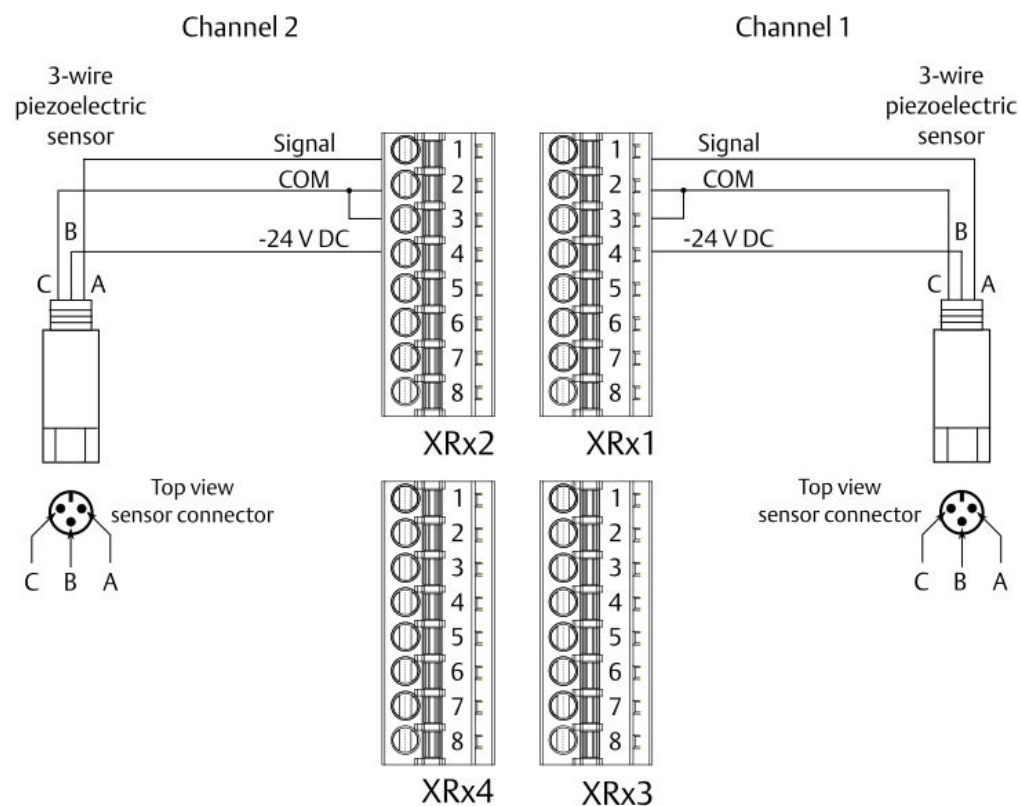 Channel 2
Channel 1
3-wire
piezoelectric
sensor
3-wire
piezoelectric
sensor
Signal
COM
-24 V DC
B
C
A
1
2
3
4
5
6
7
8
XRx2
1
2
3
4
5
6
7
8
XRx1
Signal
COM
-24 V DC
B
C
A
Top view
sensor connector
C B A
1
2
3
4
5
6
7
8
XRx4
1
2
3
4
5
6
7
8
XRx3
Top view
sensor connector
C B A